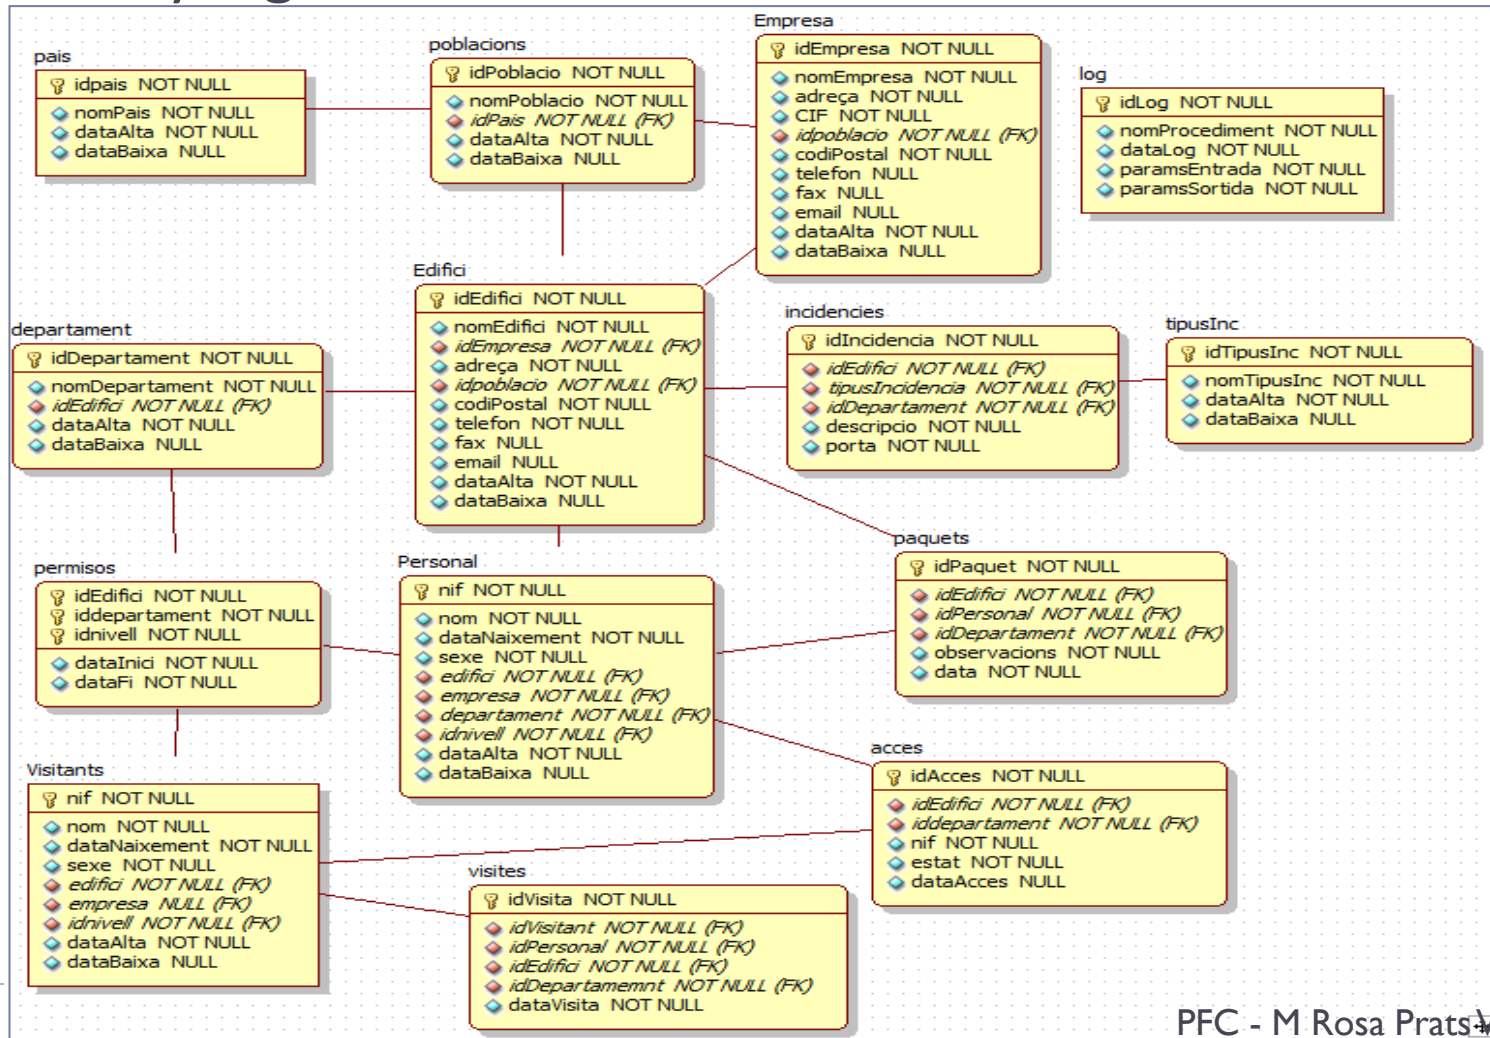 pais
idpais NOT NULL
nomPais NOT NULL
dataAlta NOT NULL
dataBaixa NULL
poblacions
idPoblacio NOT NULL
nomPoblacio NOT NULL
idPais NOT NULL (FK)
dataAlta NOT NULL
dataBaixa NULL
Empresa
idEmpresa NOT NULL
nomEmpresa NOT NULL
adreça NOT NULL
CIF NOT NULL
idpoblacio NOT NULL (FK)
codiPostal NOT NULL
telefon NULL
fax NULL
email NULL
dataAlta NOT NULL
dataBaixa NULL
log
idLog NOT NULL
nomProcediment NOT NULL
dataLog NOT NULL
paramsEntrada NOT NULL
paramsSortida NOT NULL
departament
idDepartament NOT NULL
nomDepartament NOT NULL
idEdifici NOT NULL (FK)
dataAlta NOT NULL
dataBaixa NULL
Edifici
idEdifici NOT NULL
nomEdifici NOT NULL
idEmpresa NOT NULL (FK)
adreça NOT NULL
idpoblacio NOT NULL (FK)
codiPostal NOT NULL
telefon NOT NULL
fax NULL
email NULL
dataAlta NOT NULL
dataBaixa NULL
incidencies
idIncidencia NOT NULL
idEdifici NOT NULL (FK)
tipusIncidencia NOT NULL (FK)
idDepartament NOT NULL (FK)
descripcio NOT NULL
porta NOT NULL
tipusInc
idTipusInc NOT NULL
nomTipusInc NOT NULL
dataAlta NOT NULL
dataBaixa NULL
permisos
idEdifici NOT NULL
iddepartament NOT NULL
idnivell NOT NULL
dataInici NOT NULL
dataFi NOT NULL
Personal
nif NOT NULL
nom NOT NULL
dataNaixement NOT NULL
sexe NOT NULL
edifici NOT NULL (FK)
empresa NOT NULL (FK)
departament NOT NULL (FK)
idnivell NOT NULL (FK)
dataAlta NOT NULL
dataBaixa NULL
paquets
idPaquet NOT NULL
idEdifici NOT NULL (FK)
idPersonal NOT NULL (FK)
idDepartament NOT NULL (FK)
observacions NOT NULL
data NOT NULL
Visitants
nif NOT NULL
nom NOT NULL
dataNaixement NOT NULL
sexe NOT NULL
edifici NOT NULL (FK)
empresa NULL (FK)
idnivell NOT NULL (FK)
dataAlta NOT NULL
dataBaixa NULL
acces
idAcces NOT NULL
idEdifici NOT NULL (FK)
iddepartament NOT NULL (FK)
nif NOT NULL
estat NOT NULL
dataAcces NULL
visites
idVisita NOT NULL
idVisitant NOT NULL (FK)
idPersonal NOT NULL (FK)
idEdifici NOT NULL (FK)
idDepartamemnt NOT NULL (FK)
dataVisita NOT NULL
PFC - M Rosa Prats